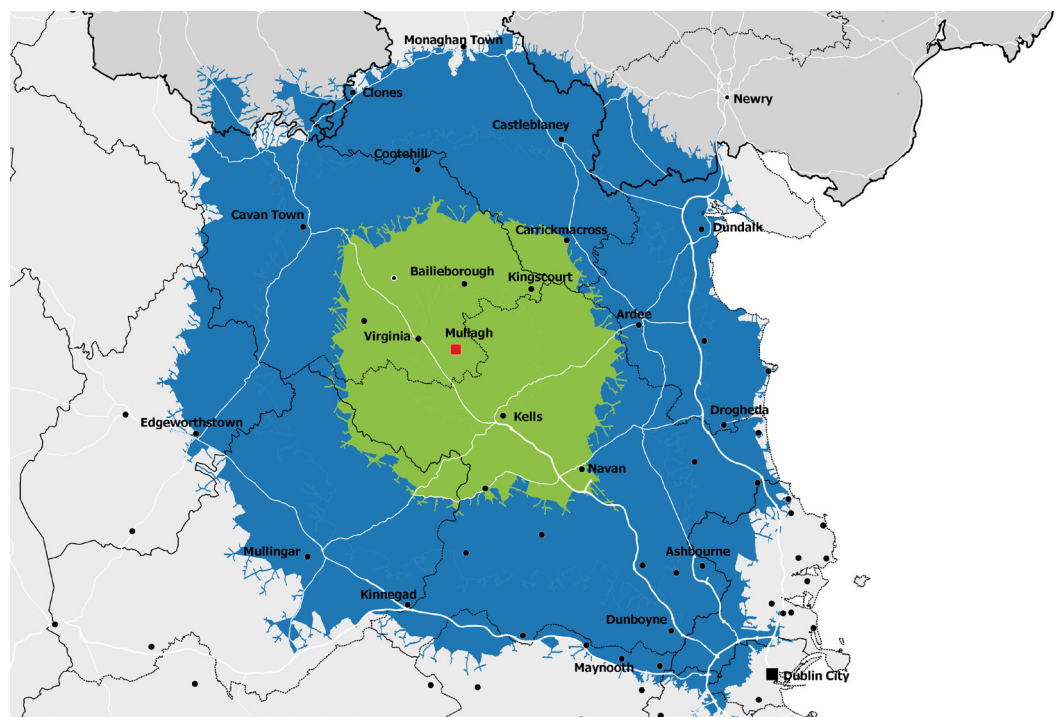 Monaghan Town
Clones
Newry
Castleblaney
Cootehill
Cavan Town
Dundalk
Carrickmacross
Bailieborough
Kingscourt
Ardee
Mullagh
Virginia
Drogheda
Kells
Edgeworthstown
Navan
Mullingar
Ashbourne
Kinnegad
Dunboyne
Maynooth
Dublin City